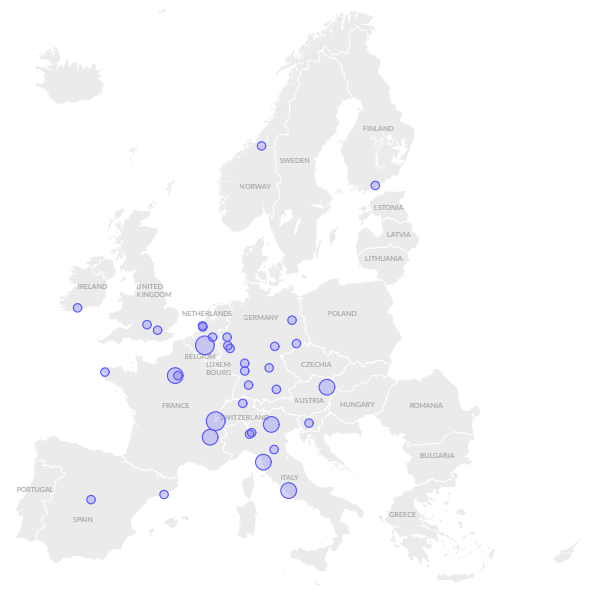 FINLAND
SWEDEN
NORWAY
ESTONIA
LATVIA
LITHUANIA
IRELAND
UNITED
KINGDOM
NETHERLANDS
GERMANY
POLAND
BELGIUM
LUXEM-
BOURG
CZECHIA
FRANCE
AUSTRIA
HUNGARY
ROMANIA
SWITZERLAND
BULGARIA
ITALY
PORTUGAL
SPAIN
GREECE